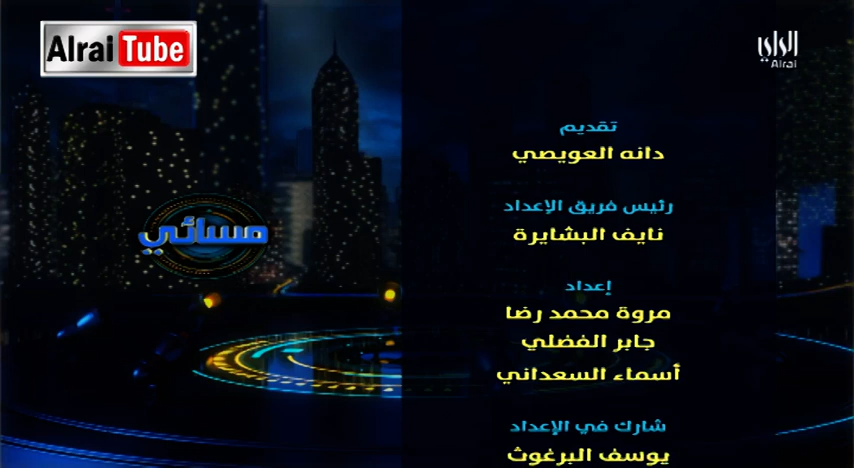 Alrai Tube
الراي
Alrai
مسائي
تقديم
دانه العويصي
رئيس فريق الإعداد
نايف البشايرة
إعداد
مروة محمد رضا
جابر الفضلي
أسماء السعداني
شارك في الإعداد
يوسف البرغوث